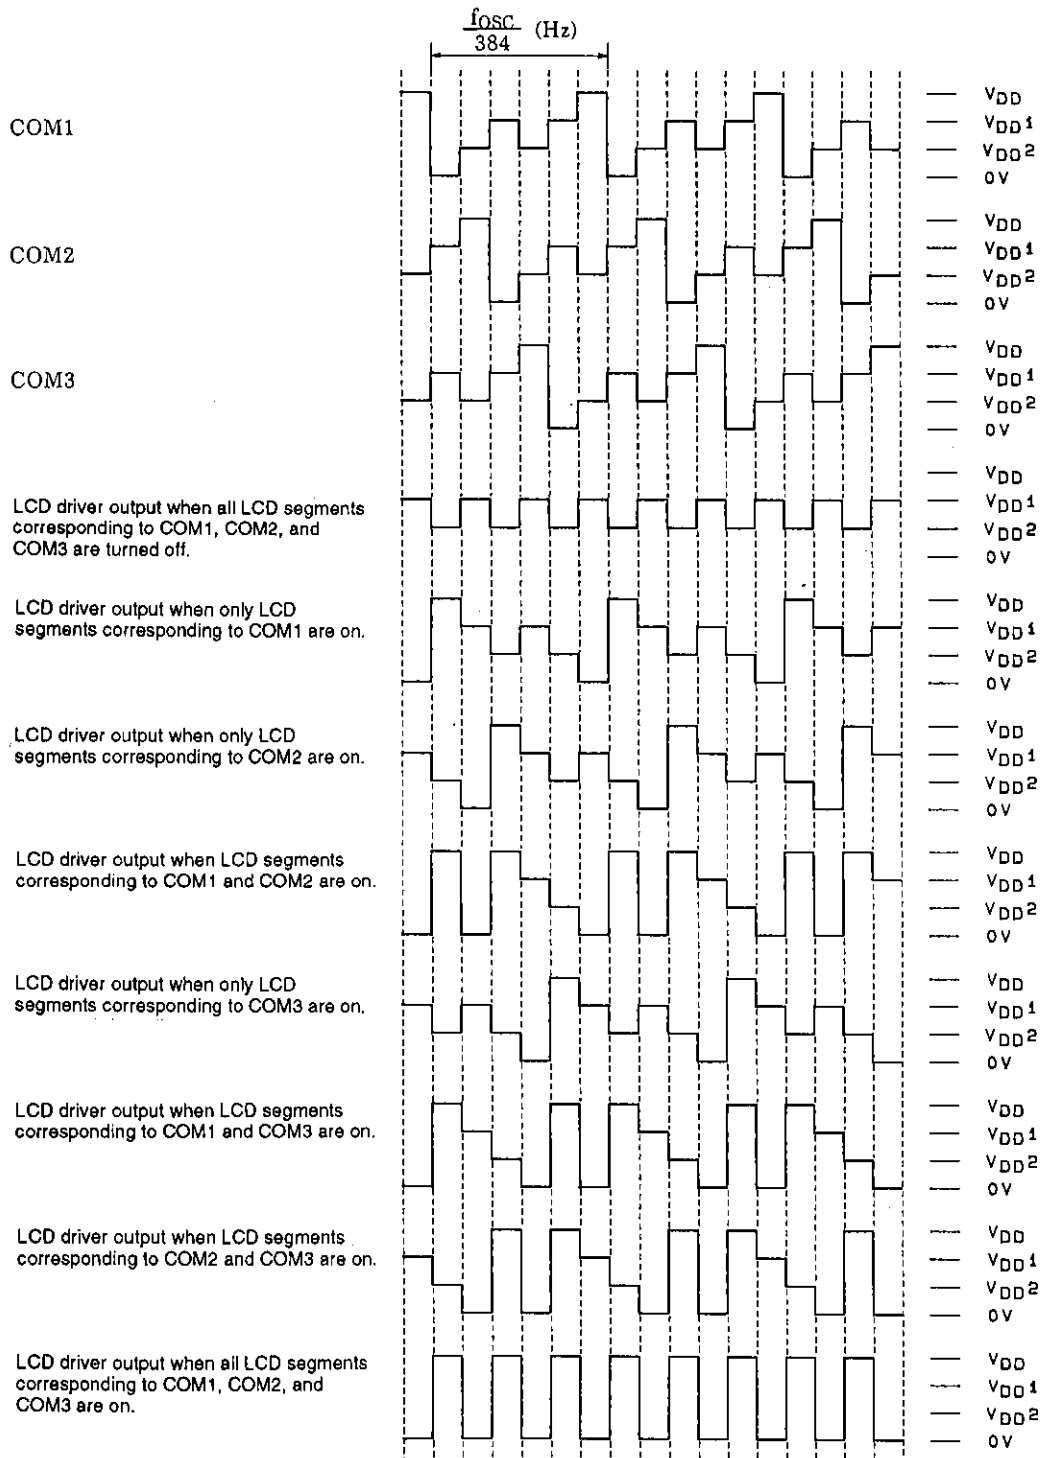 fOSC
384
(Hz)
COM1
VDD
VDD1
VDD2
0V
COM2
VDD
VDD1
VDD2
0V
COM3
VDD
VDD1
VDD2
0V
LCD driver output when all LCD segments
corresponding to COM1, COM2, and
COM3 are turned off.
VDD
VDD1
VDD2
0V
LCD driver output when only LCD
segments corresponding to COM1 are on.
VDD
VDD1
VDD2
0V
LCD driver output when only LCD
segments corresponding to COM2 are on.
VDD
VDD1
VDD2
0V
LCD driver output when LCD segments
corresponding to COM1 and COM2 are on.
VDD
VDD1
VDD2
0V
LCD driver output when only LCD
segments corresponding to COM3 are on.
VDD
VDD1
VDD2
0V
LCD driver output when LCD segments
corresponding to COM1 and COM3 are on.
VDD
VDD1
VDD2
0V
LCD driver output when LCD segments
corresponding to COM2 and COM3 are on.
VDD
VDD1
VDD2
0V
LCD driver output when all LCD segments
corresponding to COM1, COM2, and
COM3 are on.
VDD
VDD1
VDD2
0V